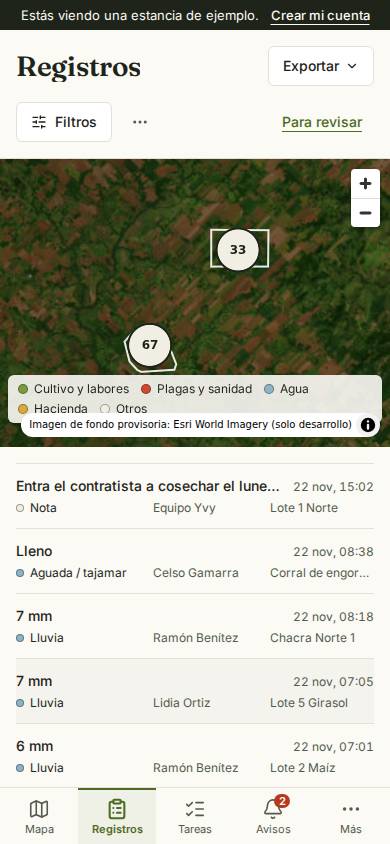 Estás viendo una estancia de ejemplo. Crear mi cuenta
Registros
Exportar
Filtros
Para revisar
33
67
Cultivo y labores Plagas y sanidad Agua
Hacienda Otros
Imagen de fondo provisoria: Esri World Imagery (solo desarrollo)
Entra el contratista a cosechar el lune... 22 nov, 15:02
Nota Equipo Yvy Lote 1 Norte
Lleno 22 nov, 08:38
Aguada / tajamar Celso Gamarra Corral de engor...
7 mm 22 nov, 08:18
Lluvia Ramón Benítez Chacra Norte 1
7 mm 22 nov, 07:05
Lluvia Lidia Ortiz Lote 5 Girasol
6 mm 22 nov, 07:01
Lluvia Ramón Benítez Lote 2 Maíz
2
Mapa Registros Tareas Avisos Más